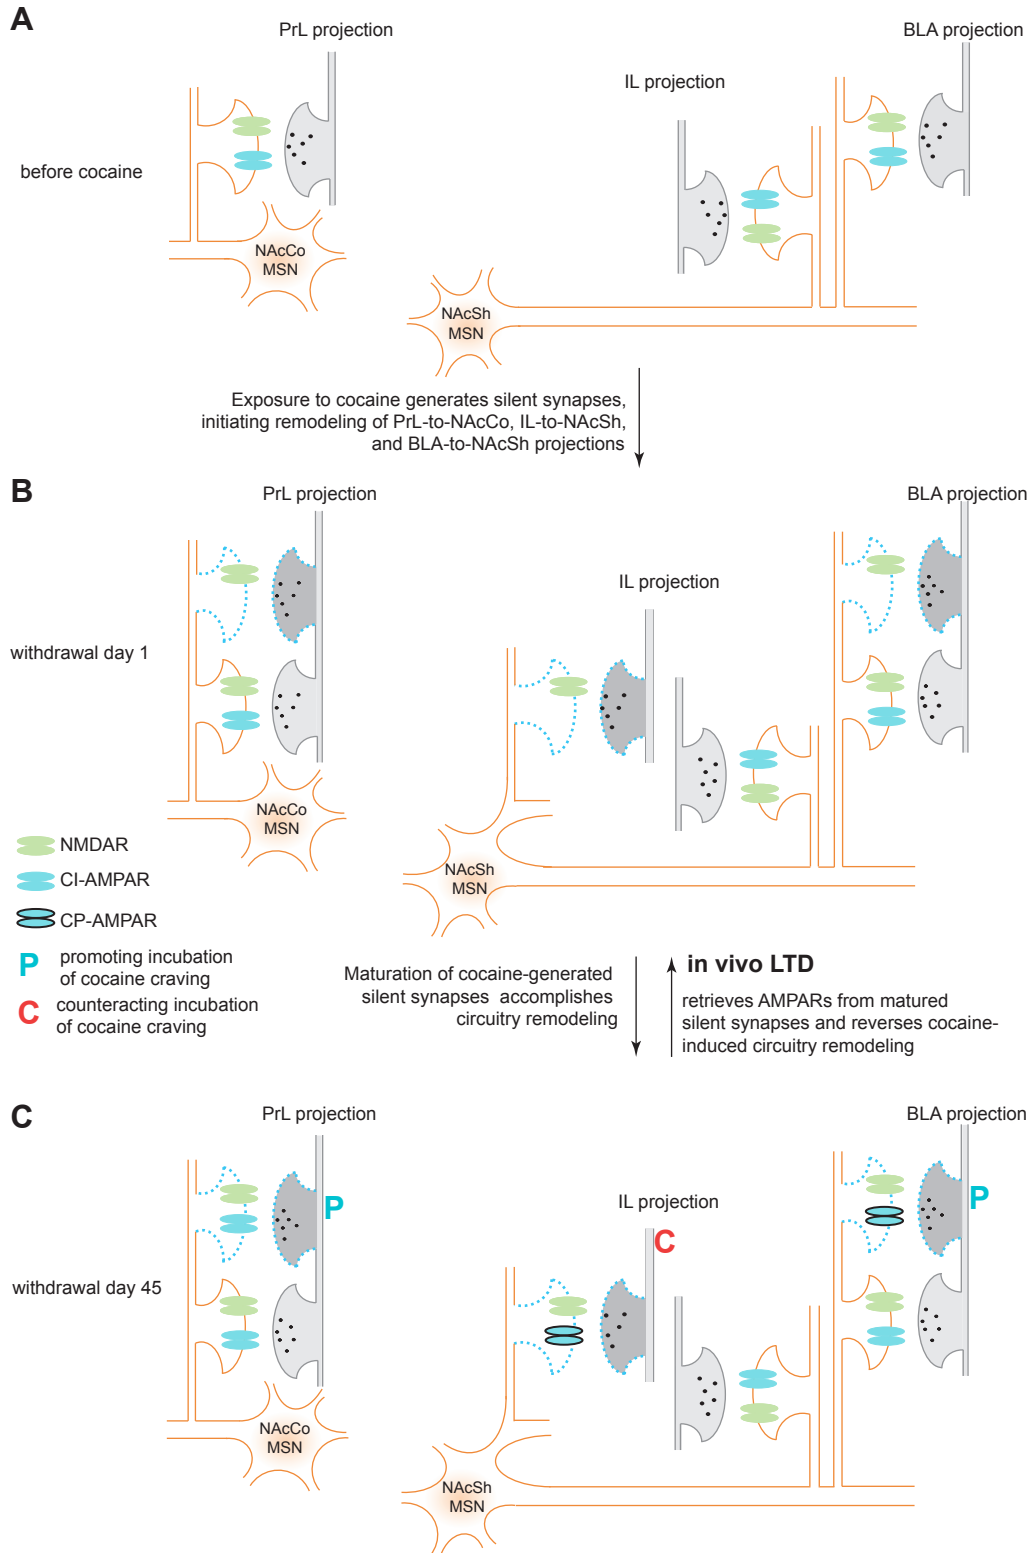 A
PrL projection
BLA projection
IL projection
before cocaine
NAcCo
MSN
NAcSh
MSN
Exposure to cocaine generates silent synapses,
initiating remodeling of PrL-to-NAcCo, IL-to-NAcSh,
and BLA-to-NAcSh projections
B
PrL projection
BLA projection
IL projection
withdrawal day 1
NAcCo
MSN
NAcSh
MSN
NMDAR
CI-AMPAR
CP-AMPAR
P promoting incubation
of cocaine craving
C counteracting incubation
of cocaine craving
Maturation of cocaine-generated
silent synapses accomplishes
circuitry remodeling
in vivo LTD
retrieves AMPARs from matured
silent synapses and reverses cocaine-
induced circuitry remodeling
C
PrL projection
BLA projection
IL projection
P
P
C
withdrawal day 45
NAcCo
MSN
NAcSh
MSN